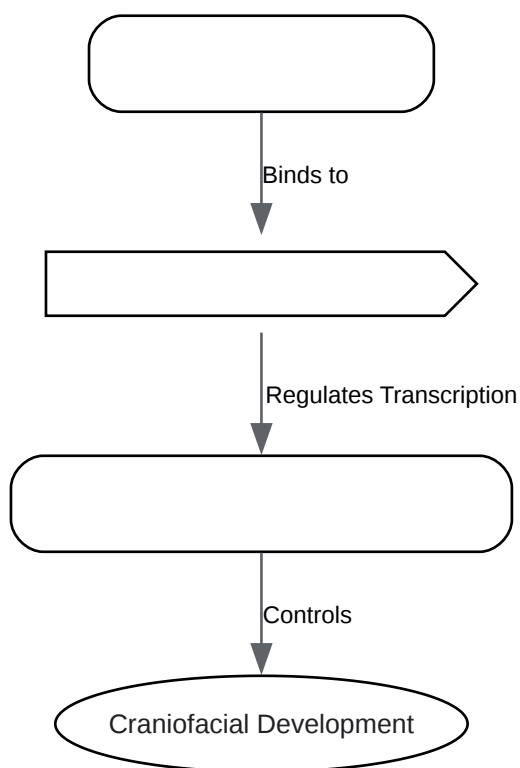 Binds to
Regulates Transcription
Controls
Craniofacial Development